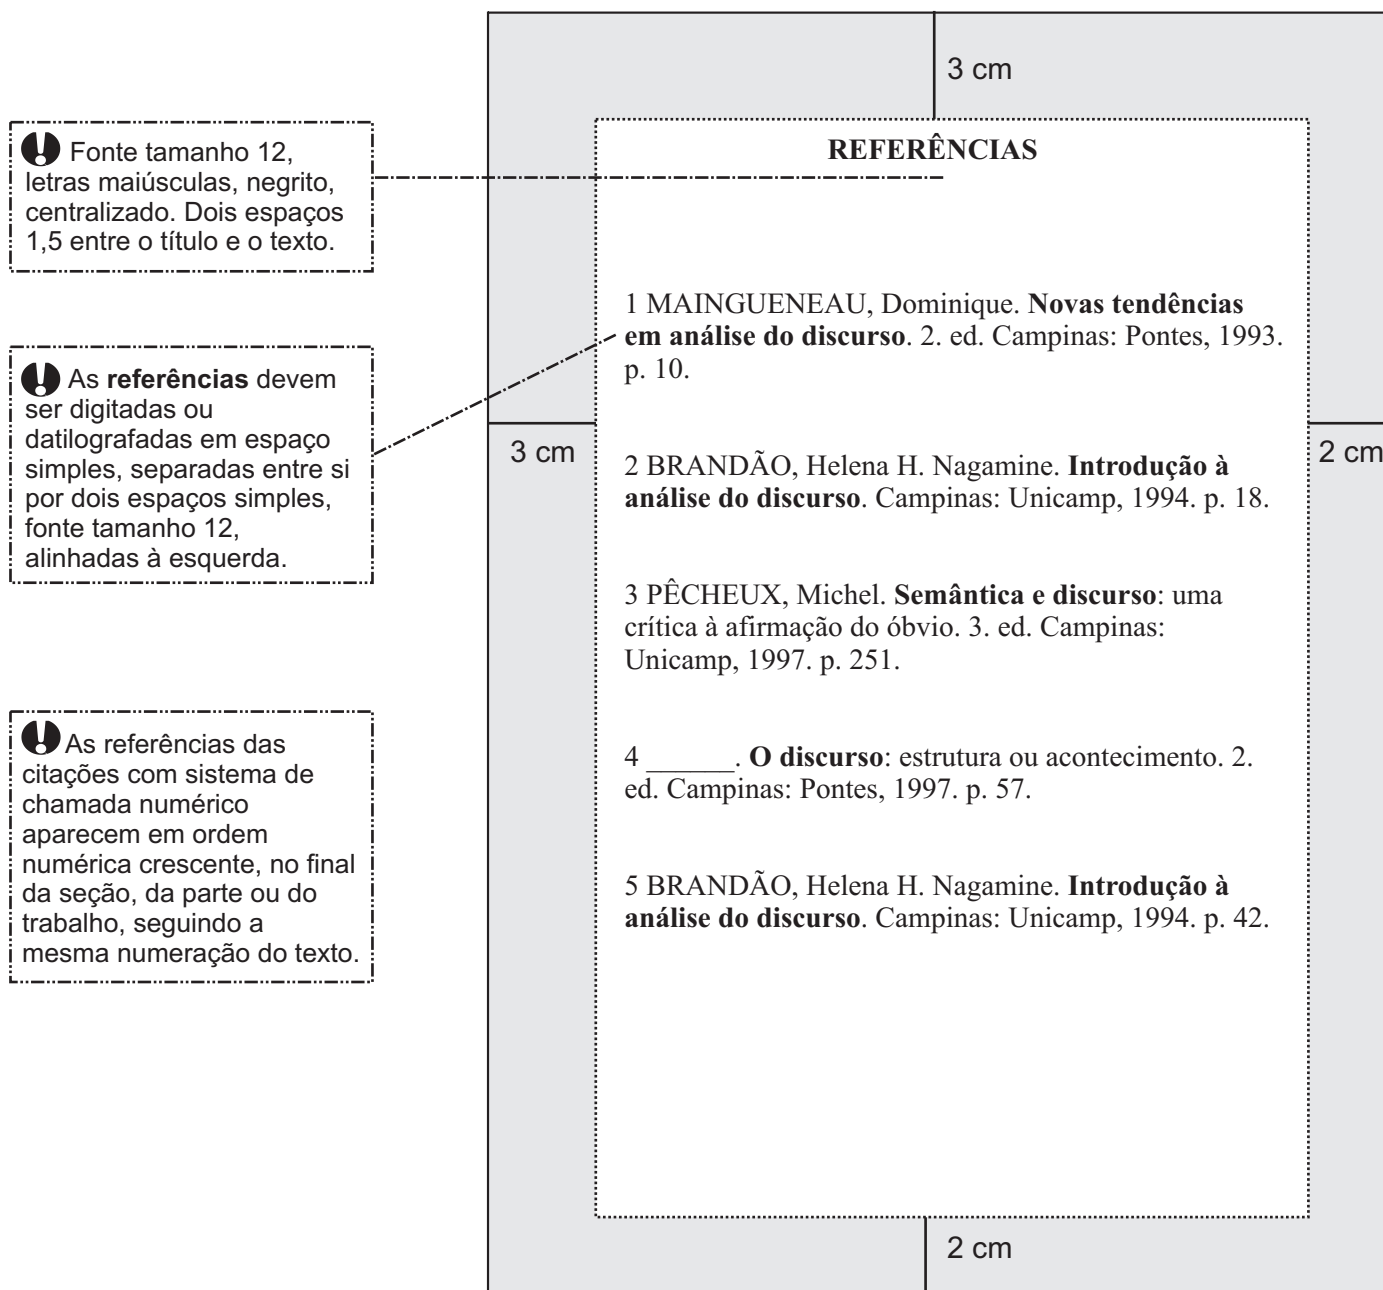 3 cm
Fonte tamanho 12,
letras maiúsculas, negrito,
centralizado. Dois espaços
1,5 entre o título e o texto.
REFERÊNCIAS
1 MAINGUENEAU, Dominique. Novas tendências
em análise do discurso. 2. ed. Campinas: Pontes, 1993.
p. 10.
As referências devem
ser digitadas ou
datilografadas em espaço
simples, separadas entre si
por dois espaços simples,
fonte tamanho 12,
alinhadas à esquerda.
3 cm
2 cm
2 BRANDÃO, Helena H. Nagamine. Introdução à
análise do discurso. Campinas: Unicamp, 1994. p. 18.
3 PÊCHEUX, Michel. Semântica e discurso: uma
crítica à afirmação do óbvio. 3. ed. Campinas:
Unicamp, 1997. p. 251.
As referências das
citações com sistema de
chamada numérico
aparecem em ordem
numérica crescente, no final
da seção, da parte ou do
trabalho, seguindo a
mesma numeração do texto.
4 ______. O discurso: estrutura ou acontecimento. 2.
ed. Campinas: Pontes, 1997. p. 57.
5 BRANDÃO, Helena H. Nagamine. Introdução à
análise do discurso. Campinas: Unicamp, 1994. p. 42.
2 cm